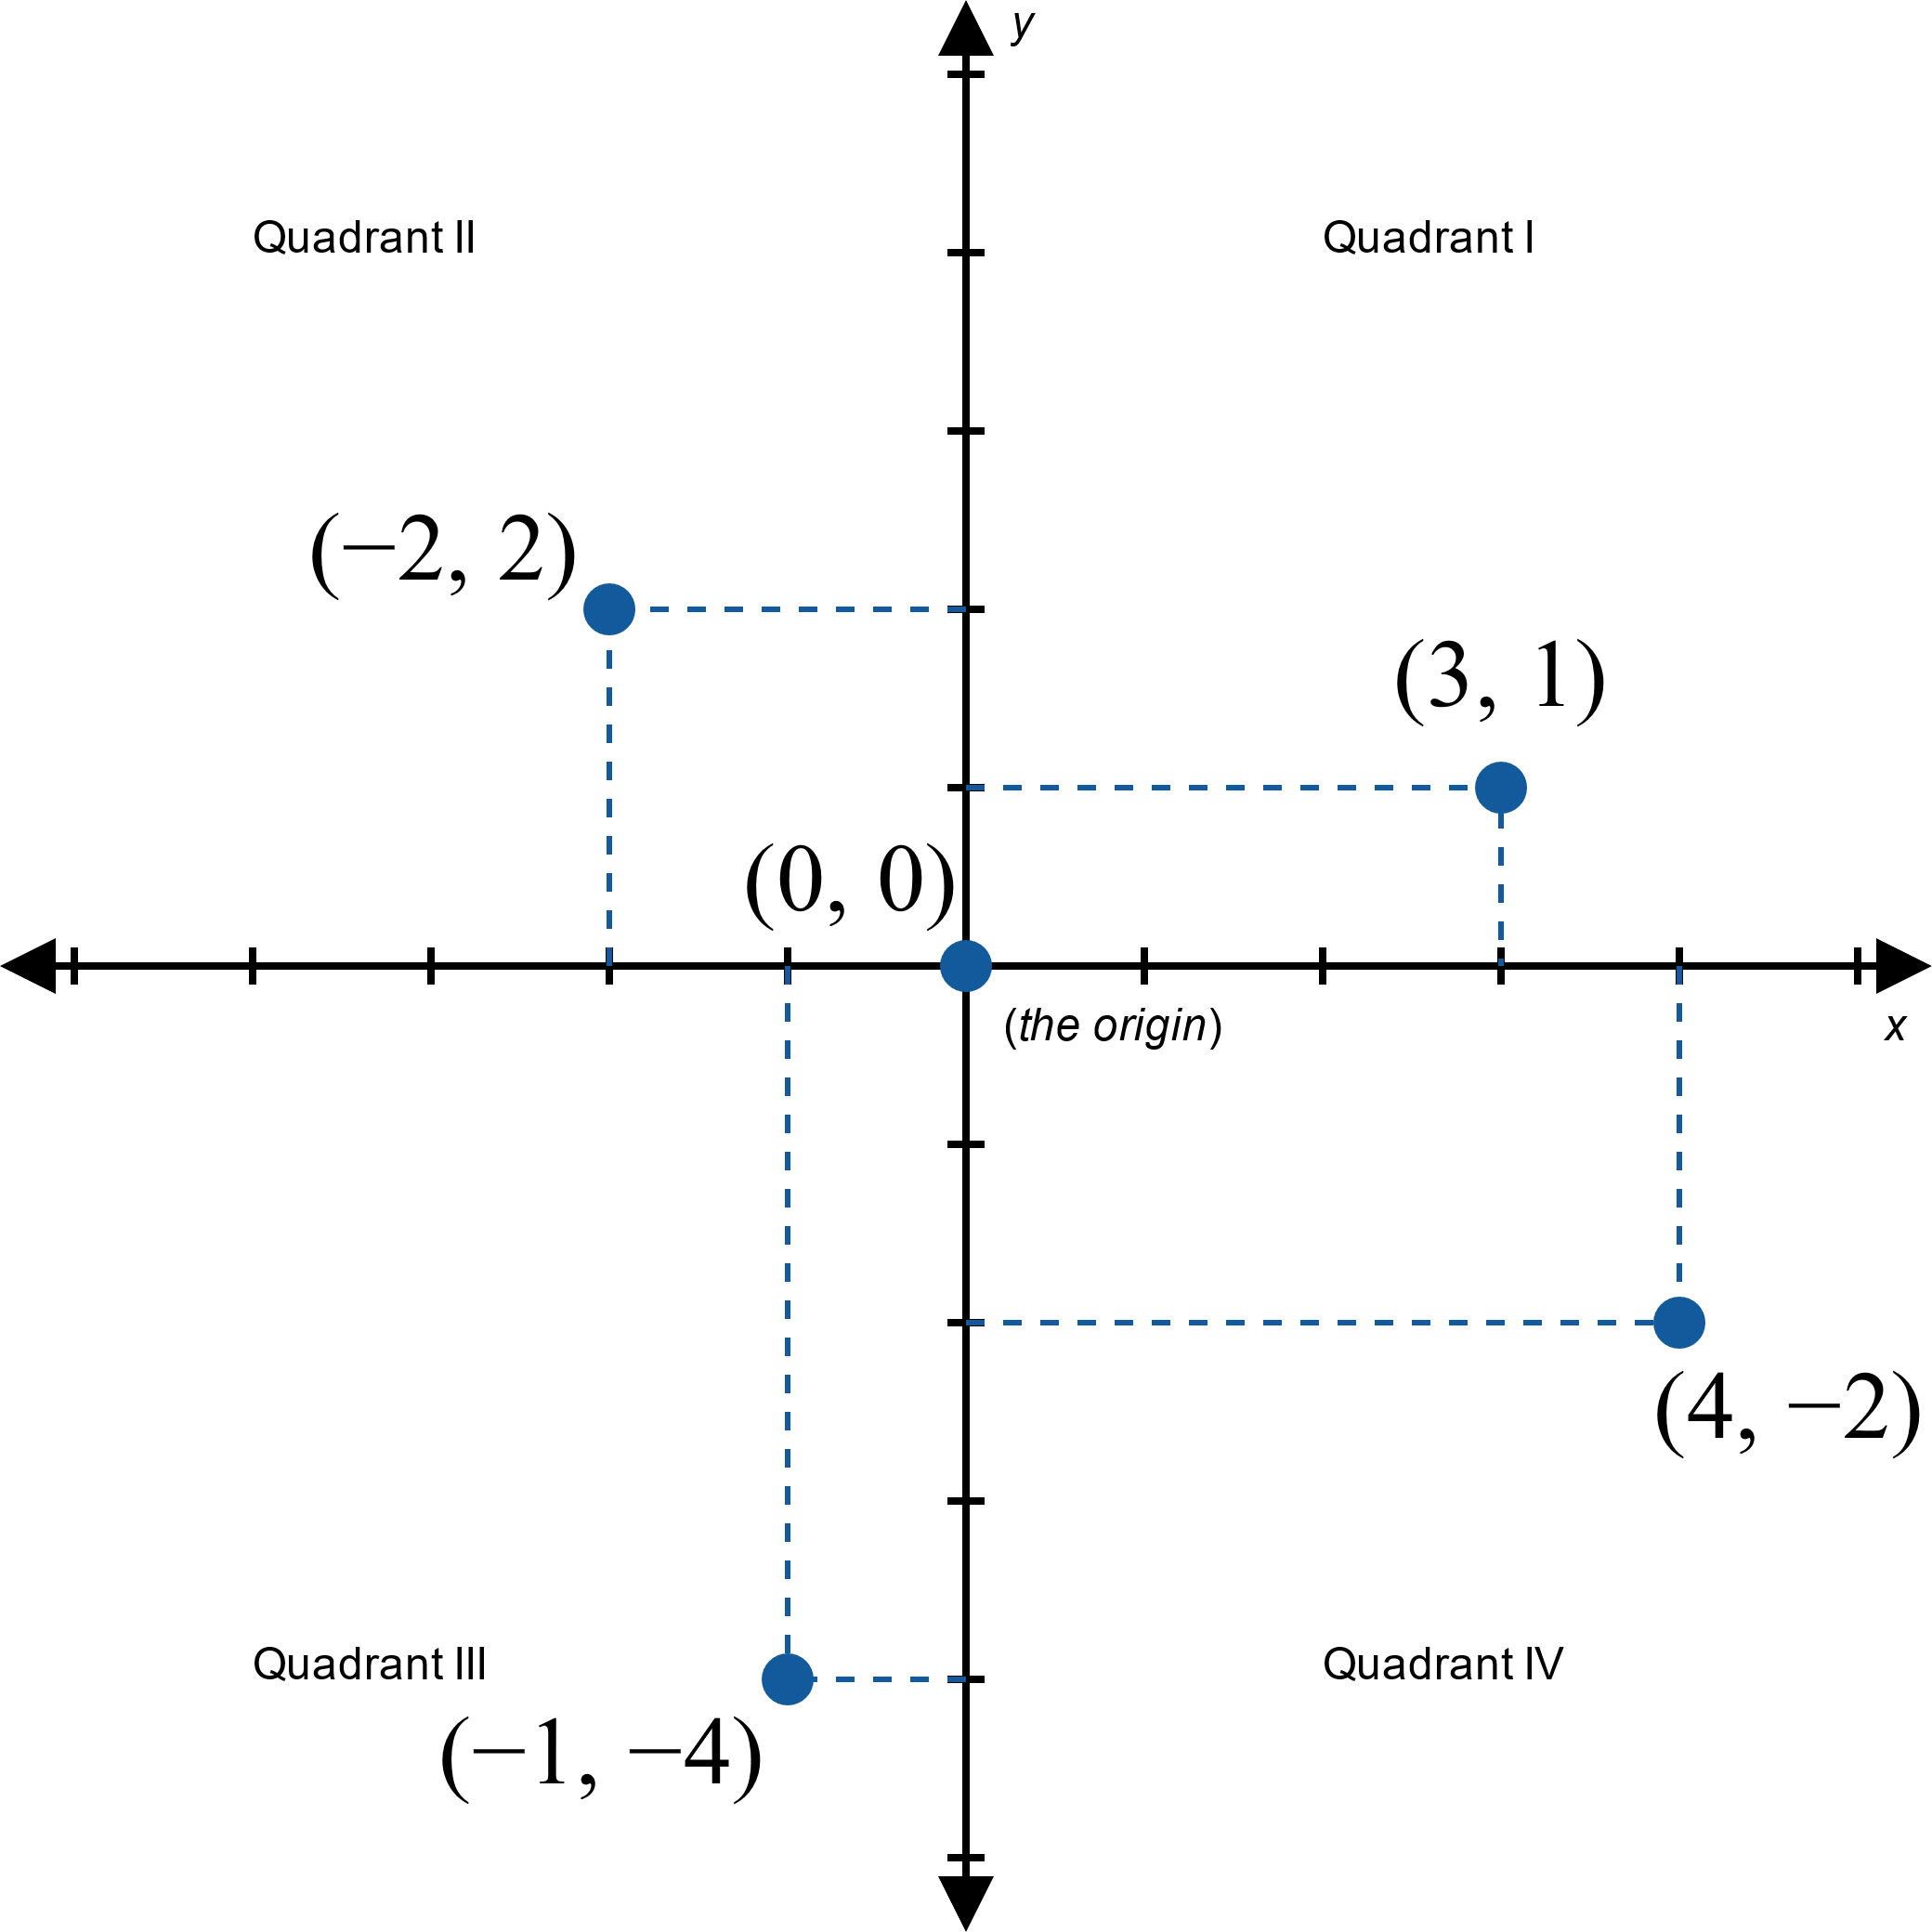 y
Quadrant II
Quadrant I
(−2, 2)
(3, 1)
(0, 0)
(the origin)
x
(4, −2)
Quadrant III
Quadrant IV
(−1, −4)